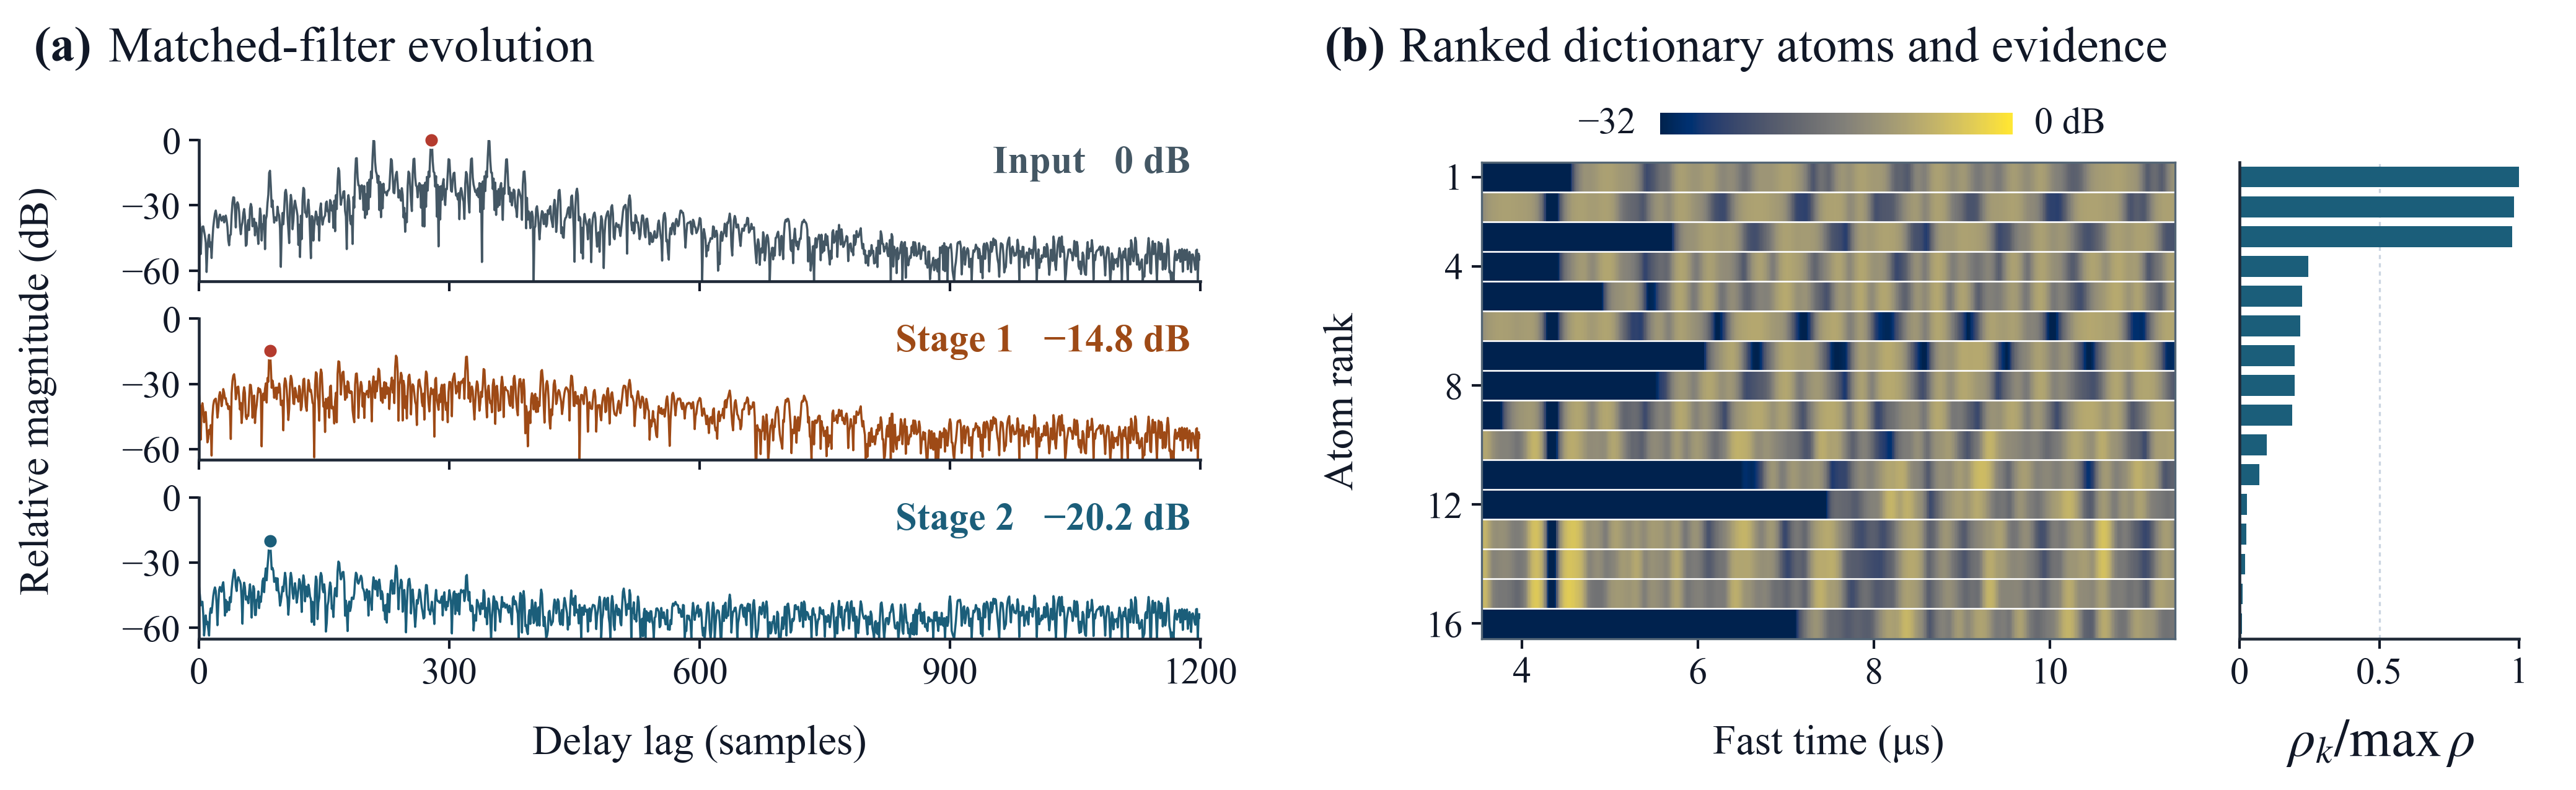 (a) Matched-filter evolution
Relative magnitude (dB)
0
−30
−60
Input 0 dB
0
−30
−60
Stage 1 −14.8 dB
0
−30
−60
Stage 2 −20.2 dB
0 300 600 900 1200
Delay lag (samples)
(b) Ranked dictionary atoms and evidence
−32 0 dB
Atom rank
1
4
8
12
16
4 6 8 10
Fast time (μs)
0 0.5 1
ρₖ/max ρ